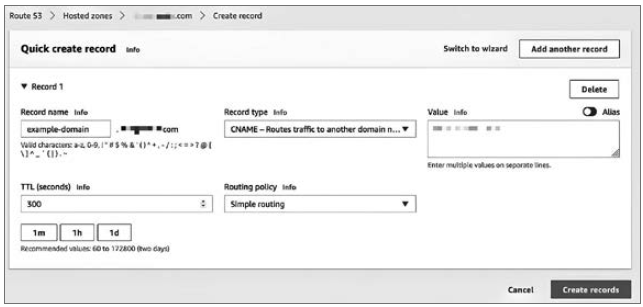 Route 53 > Hosted zones > .com > Create record
Quick create record Info
Switch to wizard
Add another record
▼ Record 1
Delete
Record name Info
Record type Info
Value Info
Alias
example-domain
. com
CNAME – Routes traffic to another domain n... ▼
Valid characters: a-z, 0-9, ! " # $ % & ' ( ) * + , - / : ; < = > ? @ [
\ ] ^ _ ` { | } . ~
Enter multiple values on separate lines.
TTL (seconds) Info
Routing policy Info
300
Simple routing ▼
1m
1h
1d
Recommended values: 60 to 172800 (two days)
Cancel
Create records